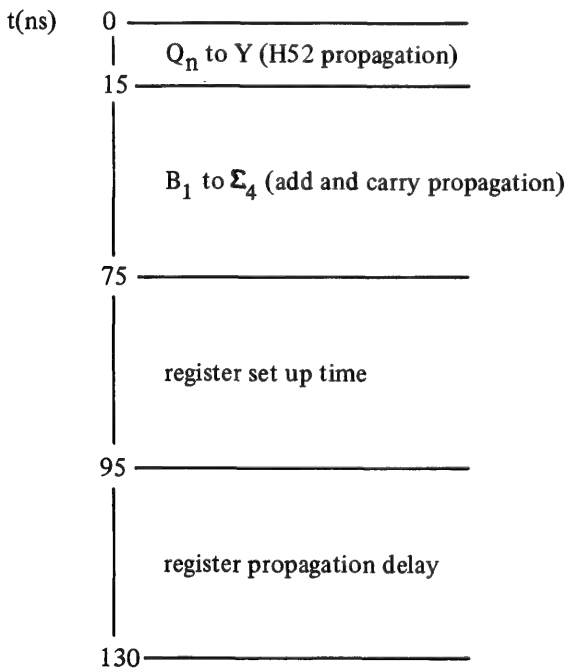 t(ns) 0
Qn to Y (H52 propagation)
15
B1 to Σ4 (add and carry propagation)
75
register set up time
95
register propagation delay
130